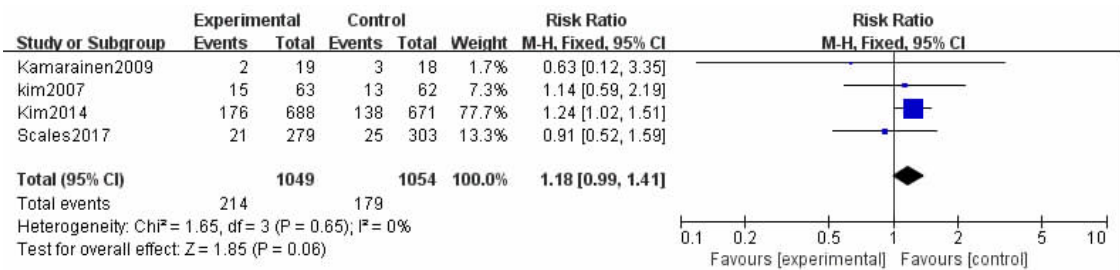 Experimental Control Risk Ratio Risk Ratio
Study or Subgroup Events Total Events Total Weight M-H, Fixed, 95% CI M-H, Fixed, 95% CI
Kamarainen2009 2 19 3 18 1.7% 0.63 [0.12, 3.35]
kim2007 15 63 13 62 7.3% 1.14 [0.59, 2.19]
Kim2014 176 688 138 671 77.7% 1.24 [1.02, 1.51]
Scales2017 21 279 25 303 13.3% 0.91 [0.52, 1.59]
Total (95% CI) 1049 1054 100.0% 1.18 [0.99, 1.41]
Total events 214 179
Heterogeneity: Chi² = 1.65, df = 3 (P = 0.65); I² = 0%
Test for overall effect: Z = 1.85 (P = 0.06)
0.1 0.2 0.5 1 2 5 10
Favours [experimental] Favours [control]